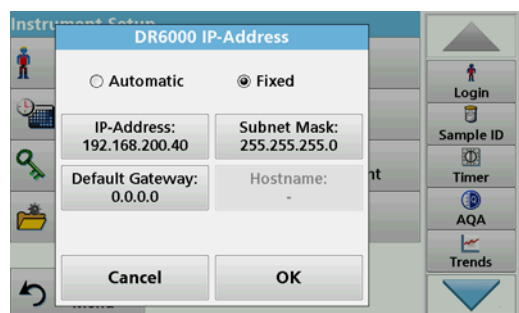 Instrument Setup
DR6000 IP-Address
Automatic
Fixed
IP-Address:
192.168.200.40
Subnet Mask:
255.255.255.0
Default Gateway:
0.0.0.0
Hostname:
-
Cancel
OK
Menu
Login
Sample ID
Timer
AQA
Trends